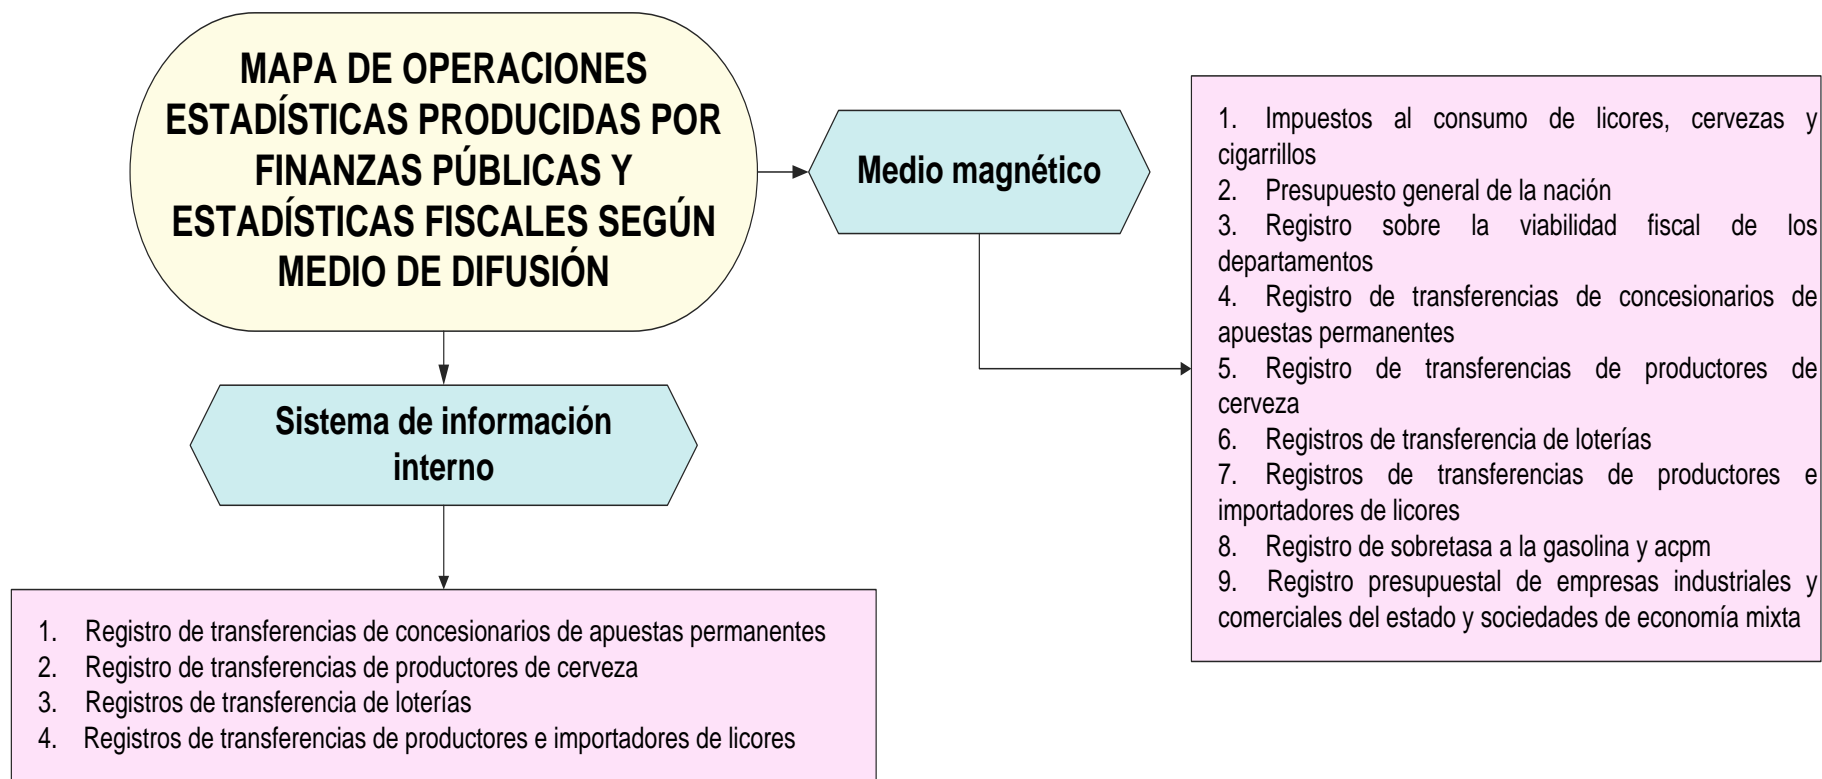 MAPA DE OPERACIONES
ESTADÍSTICAS PRODUCIDAS POR
FINANZAS PÚBLICAS Y
ESTADÍSTICAS FISCALES SEGÚN
MEDIO DE DIFUSIÓN
Medio magnético
1. Impuestos al consumo de licores, cervezas y
cigarrillos
2. Presupuesto general de la nación
3. Registro sobre la viabilidad fiscal de los
departamentos
4. Registro de transferencias de concesionarios de
apuestas permanentes
5. Registro de transferencias de productores de
cerveza
6. Registros de transferencia de loterías
7. Registros de transferencias de productores e
importadores de licores
8. Registro de sobretasa a la gasolina y acpm
9. Registro presupuestal de empresas industriales y
comerciales del estado y sociedades de economía mixta
Sistema de información
interno
1. Registro de transferencias de concesionarios de apuestas permanentes
2. Registro de transferencias de productores de cerveza
3. Registros de transferencia de loterías
4. Registros de transferencias de productores e importadores de licores